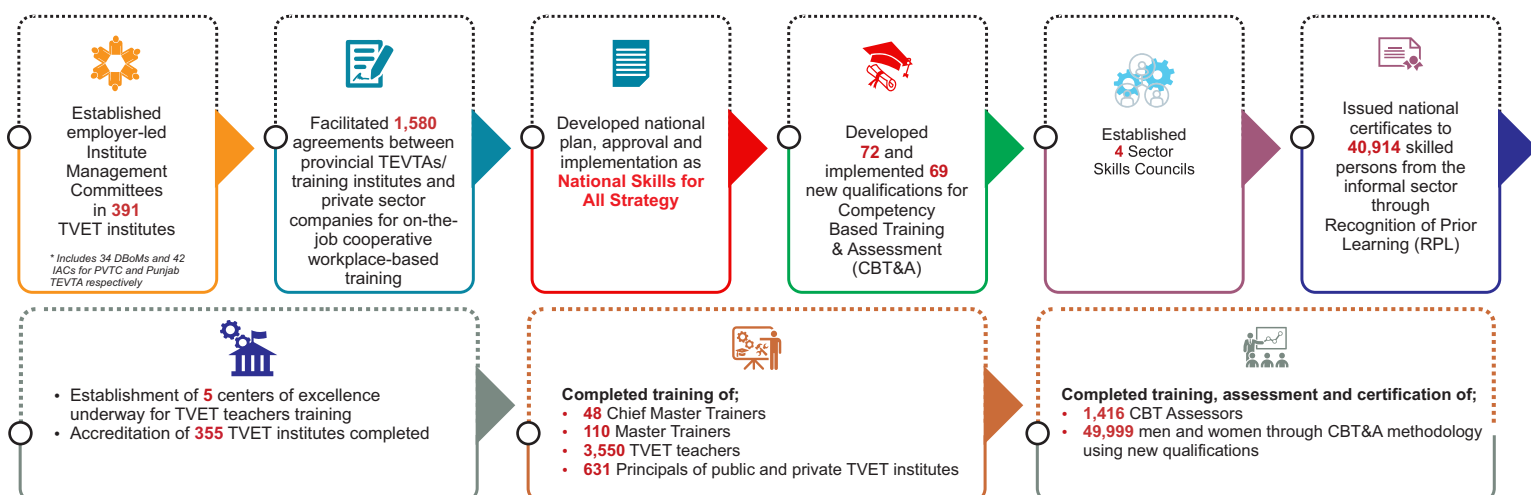 Established
employer-led
Institute
Management
Committees
in 391
TVET institutes
* Includes 34 DBoMs and 42
IACs for PVTC and Punjab
TEVTA respectively
Facilitated 1,580
agreements between
provincial TEVTAs/
training institutes and
private sector
companies for on-the-
job cooperative
workplace-based
training
Developed national
plan, approval and
implementation as
National Skills for
All Strategy
Developed
72 and
implemented 69
new qualifications for
Competency
Based Training
& Assessment
(CBT&A)
Established
4 Sector
Skills Councils
Issued national
certificates to
40,914 skilled
persons from the
informal sector
through
Recognition of Prior
Learning (RPL)
• Establishment of 5 centers of excellence
underway for TVET teachers training
• Accreditation of 355 TVET institutes completed
Completed training of;
• 48 Chief Master Trainers
• 110 Master Trainers
• 3,550 TVET teachers
• 631 Principals of public and private TVET institutes
Completed training, assessment and certification of;
• 1,416 CBT Assessors
• 49,999 men and women through CBT&A methodology
using new qualifications